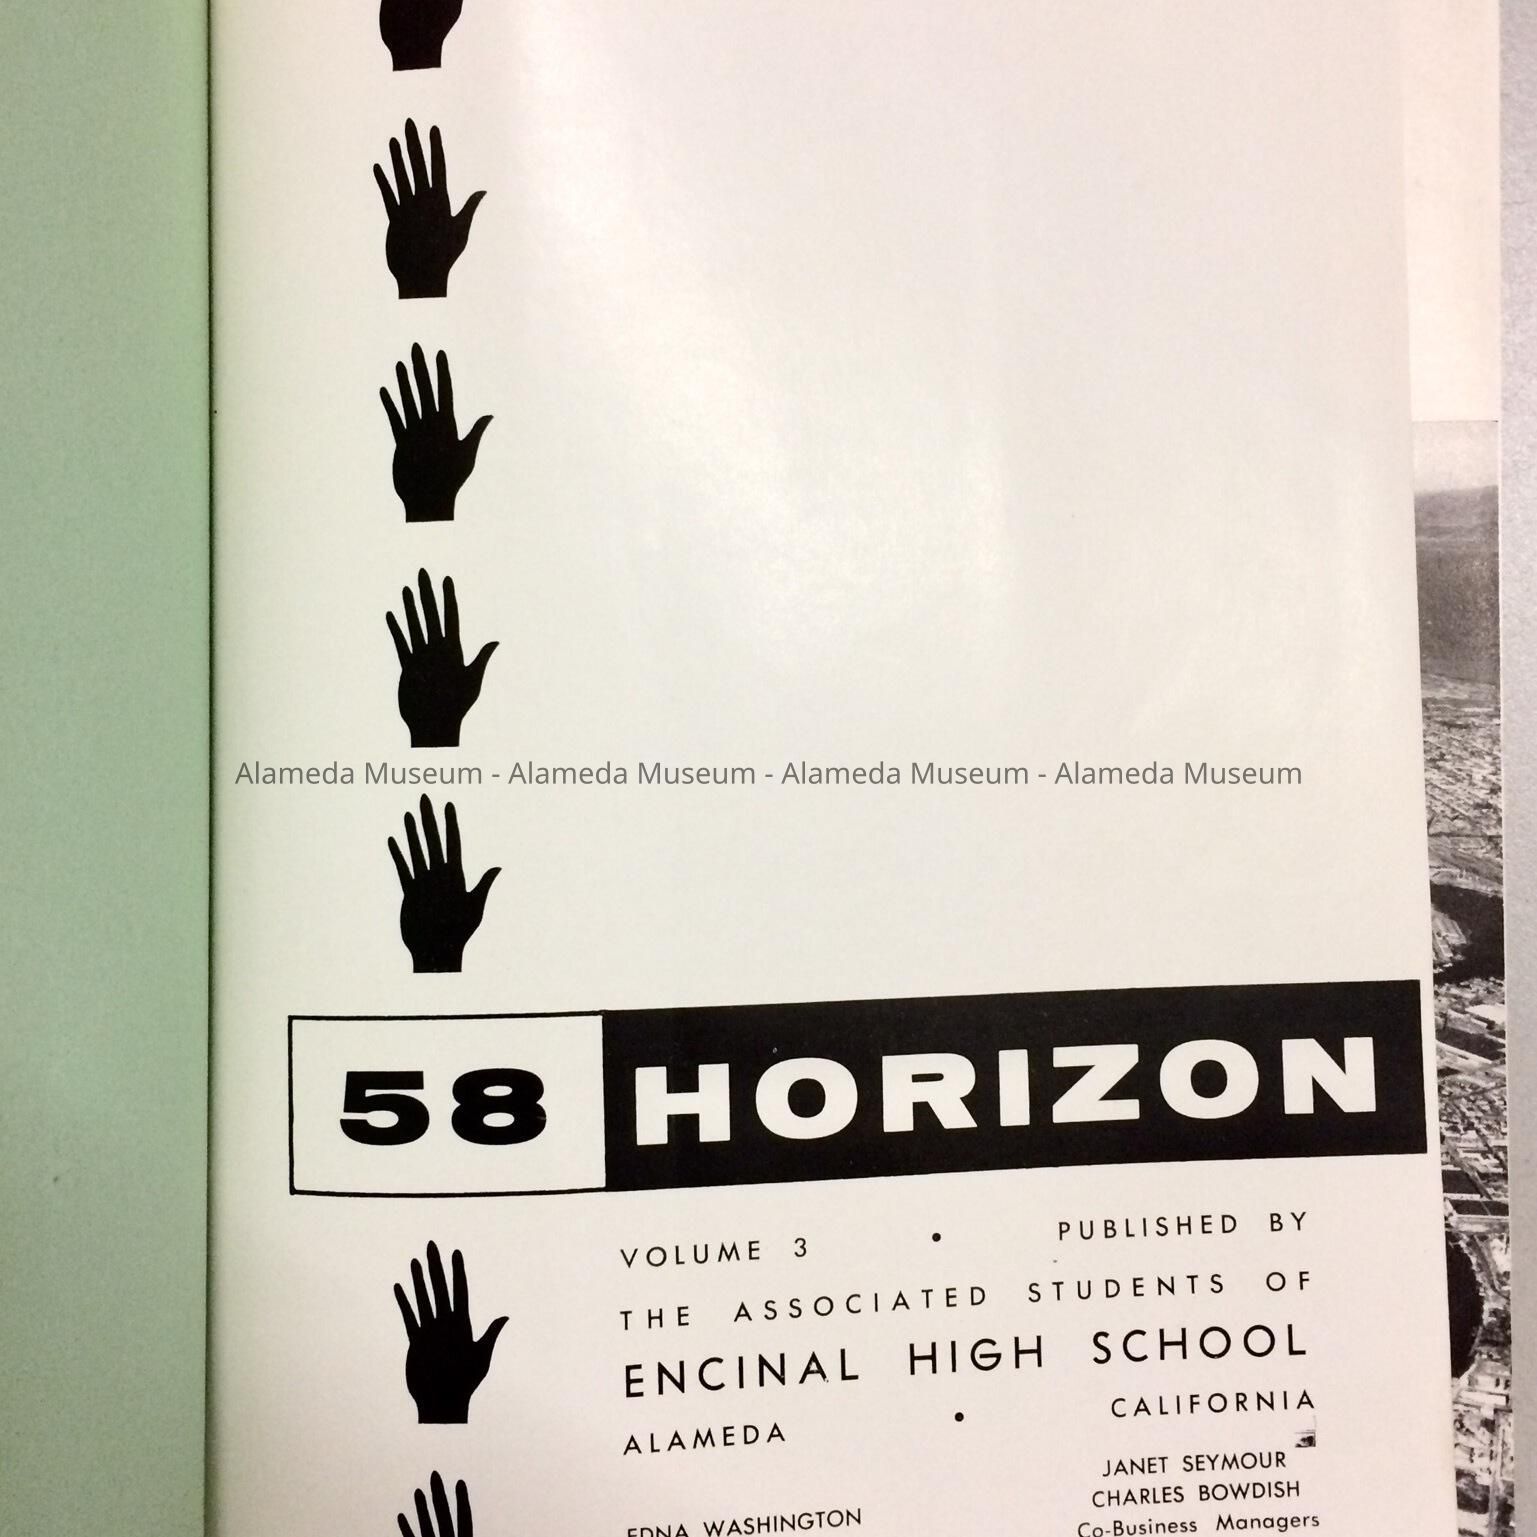 Alameda Museum - Alameda Museum - Alameda Museum - Alameda Museum
58 HORIZON
VOLUME 3 • PUBLISHED BY
THE ASSOCIATED STUDENTS OF
ENCINAL HIGH SCHOOL
ALAMEDA • CALIFORNIA
JANET SEYMOUR
CHARLES BOWDISH
EDNA WASHINGTON
Co-Business Managers